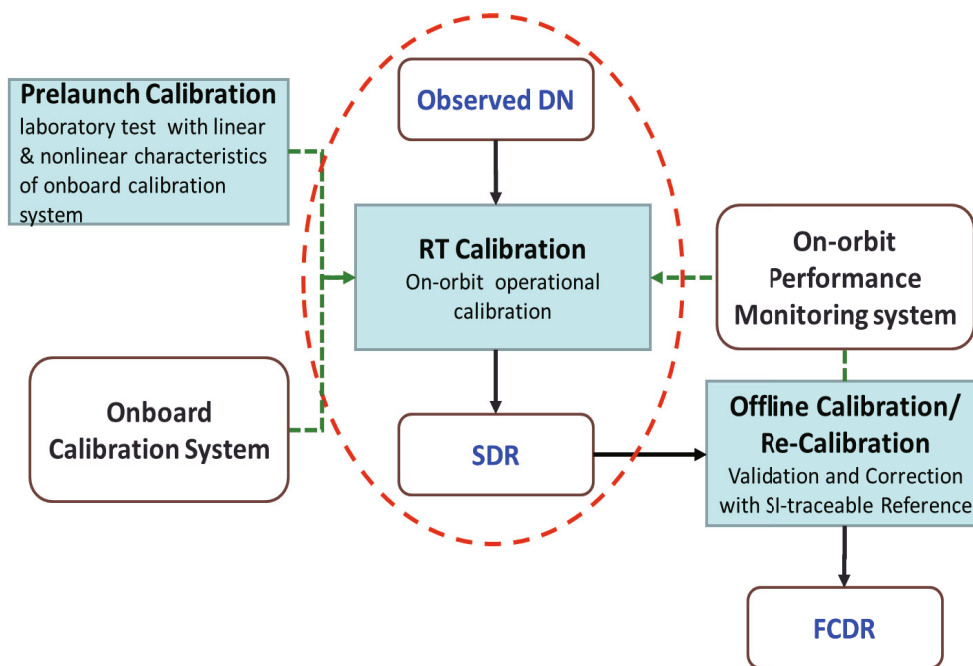 Prelaunch Calibration
laboratory test with linear
& nonlinear characteristics
of onboard calibration
system
Observed DN
RT Calibration
On-orbit operational
calibration
On-orbit
Performance
Monitoring system
Onboard
Calibration System
SDR
Offline Calibration/
Re-Calibration
Validation and Correction
with SI-traceable Reference
FCDR